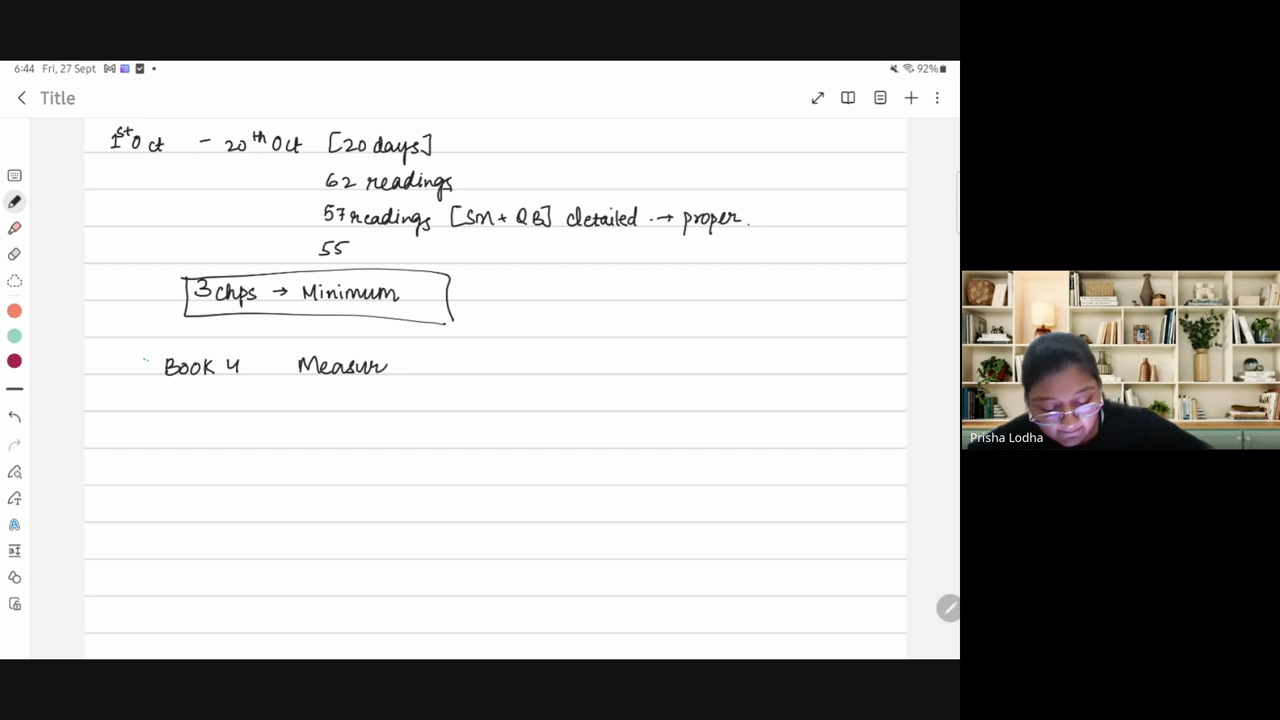 6:44 Fri, 27 Sept
92%
Title
1st Oct - 20th Oct [20 days]
62 readings
57 readings [SM + QB] detailed → proper.
55
3 chps → Minimum
Book 4 Measur
Prisha Lodha